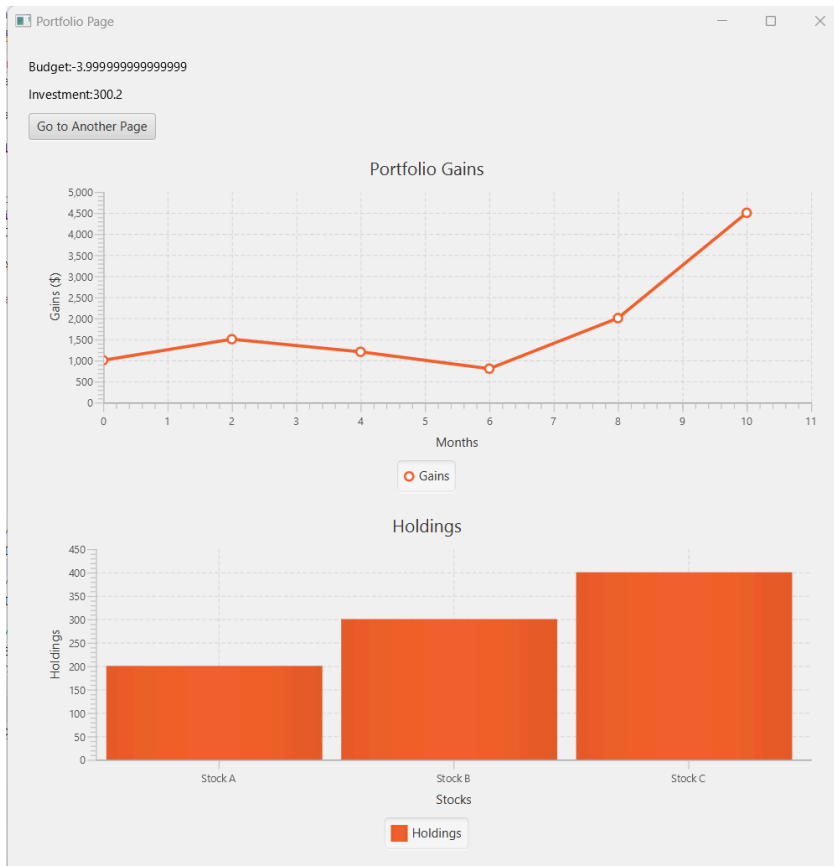 Portfolio Page
Budget:-3.999999999999999
Investment:300.2
Go to Another Page
Portfolio Gains
5,000
4,500
4,000
3,500
3,000
2,500
2,000
1,500
1,000
500
0
Gains ($)
0 1 2 3 4 5 6 7 8 9 10 11
Months
Gains
Holdings
450
400
350
300
250
200
150
100
50
0
Holdings
Stock A Stock B Stock C
Stocks
Holdings